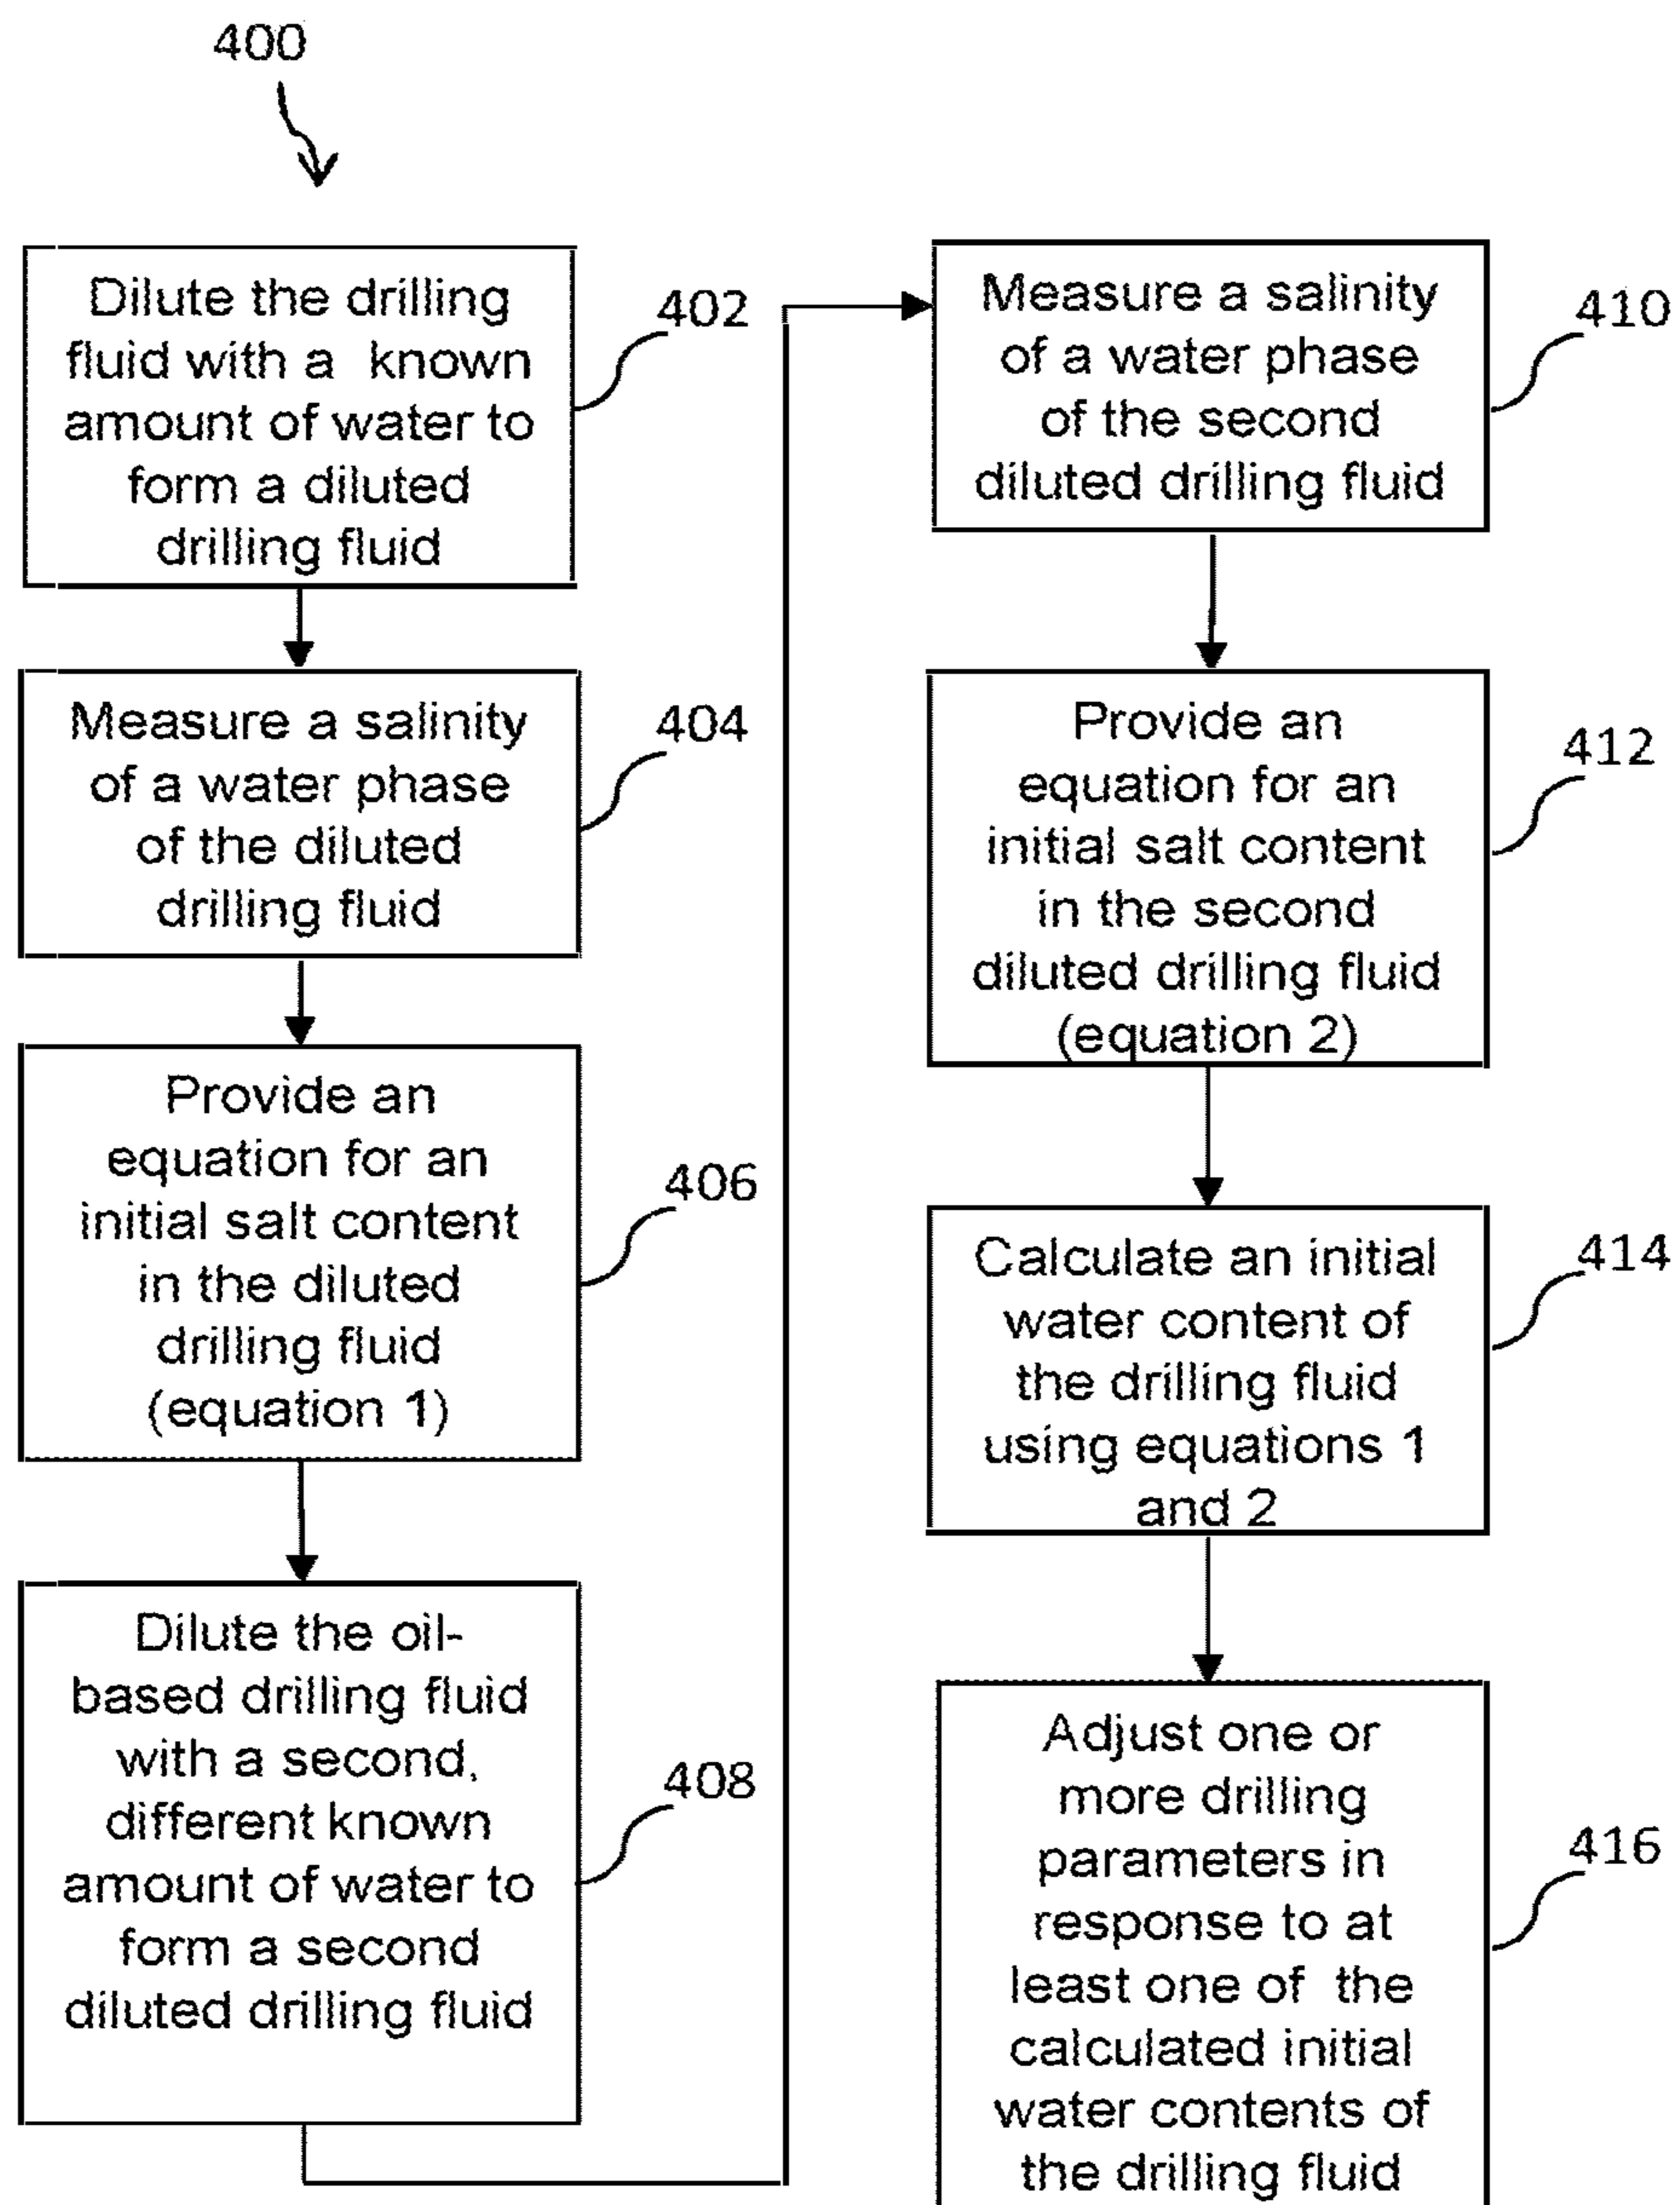 400
Dilute the drilling
fluid with a known
amount of water to
form a diluted
drilling fluid
402
Measure a salinity
of a water phase
of the diluted
drilling fluid
404
Provide an
equation for an
initial salt content
in the diluted
drilling fluid
(equation 1)
406
Dilute the oil-
based drilling fluid
with a second,
different known
amount of water to
form a second
diluted drilling fluid
408
Measure a salinity
of a water phase
of the second
diluted drilling fluid
410
Provide an
equation for an
initial salt content
in the second
diluted drilling fluid
(equation 2)
412
Calculate an initial
water content of
the drilling fluid
using equations 1
and 2
414
Adjust one or
more drilling
parameters in
response to at
least one of the
calculated initial
water contents of
the drilling fluid
416